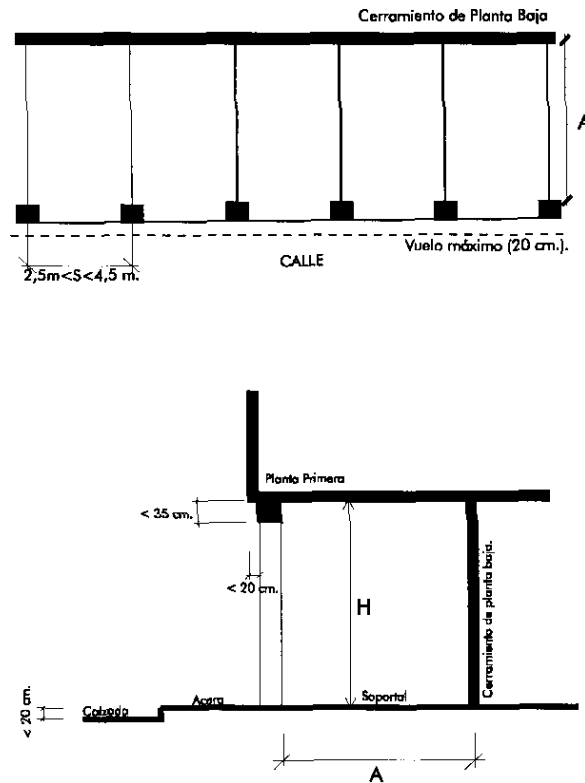 Cerramiento de Planta Baja
A
Vuelo máximo (20 cm.).
CALLE
2,5m<S<4,5 m.
Planta Primera
< 35 cm.
< 20 cm.
H
Cerramiento de planta baja.
Acara
Soportal
Calzada
< 20 cm.
A